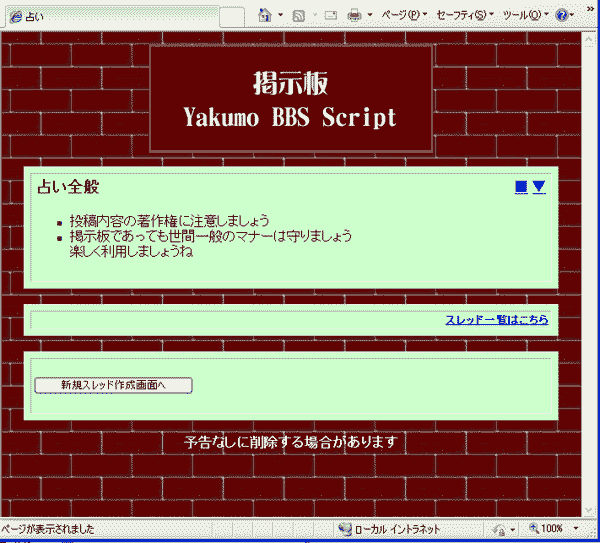 占い
ページ(P)
セーフティ(S)
ツール(O)
掲示板
Yakumo BBS Script
占い全般
■ ▼
投稿内容の著作権に注意しましょう
掲示板であっても世間一般のマナーは守りましょう
楽しく利用しましょうね
スレッド一覧はこちら
新規スレッド作成画面へ
予告なしに削除する場合があります
ページが表示されました
ローカル イントラネット
100%